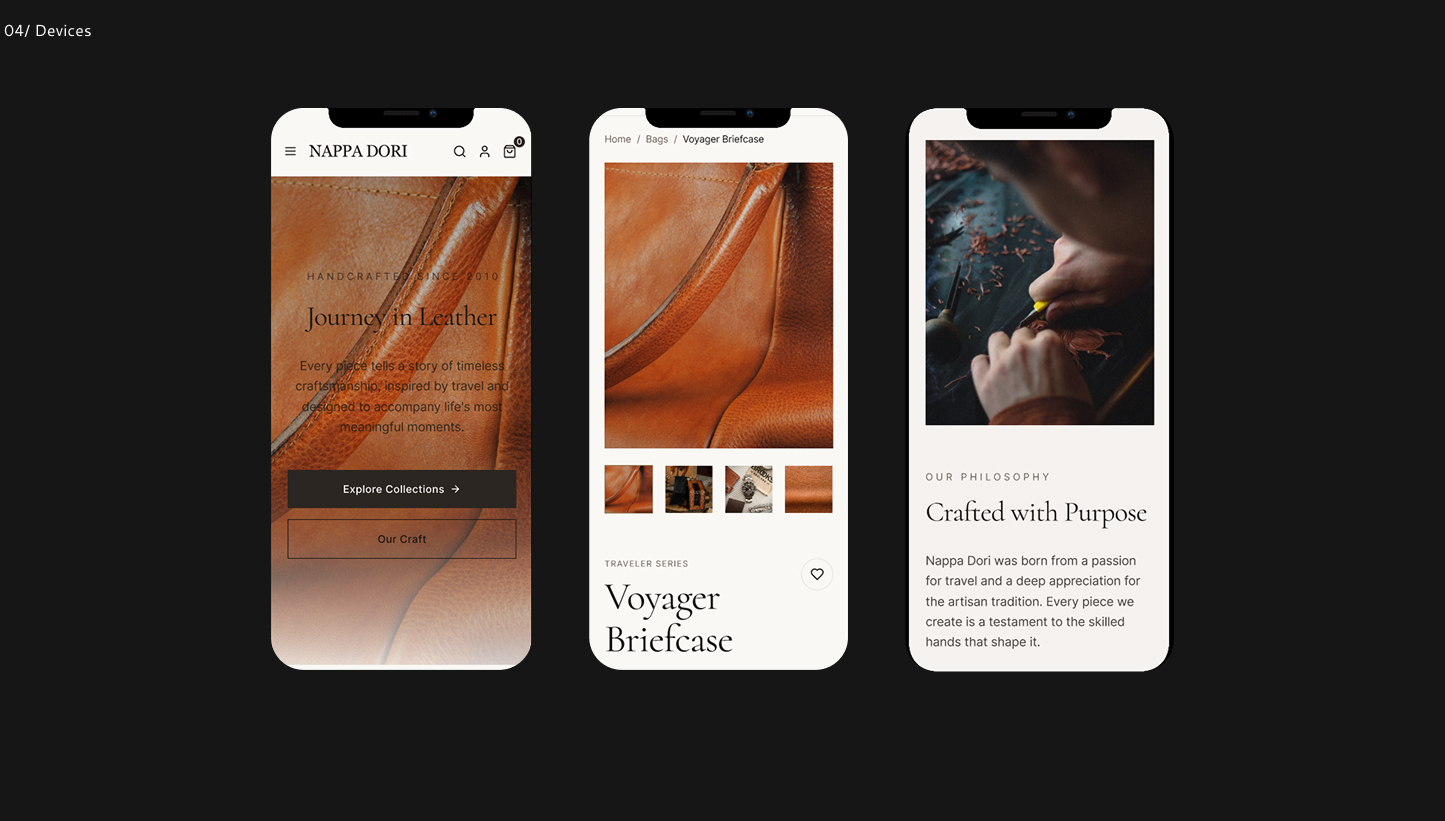 04/ Devices
NAPPA DORI
0
HANDCRAFTED SINCE 2010
Journey in Leather
Every piece tells a story of timeless
craftsmanship, inspired by travel and
designed to accompany life's most
meaningful moments.
Explore Collections →
Our Craft
Home / Bags / Voyager Briefcase
TRAVELER SERIES
Voyager
Briefcase
OUR PHILOSOPHY
Crafted with Purpose
Nappa Dori was born from a passion
for travel and a deep appreciation for
the artisan tradition. Every piece we
create is a testament to the skilled
hands that shape it.